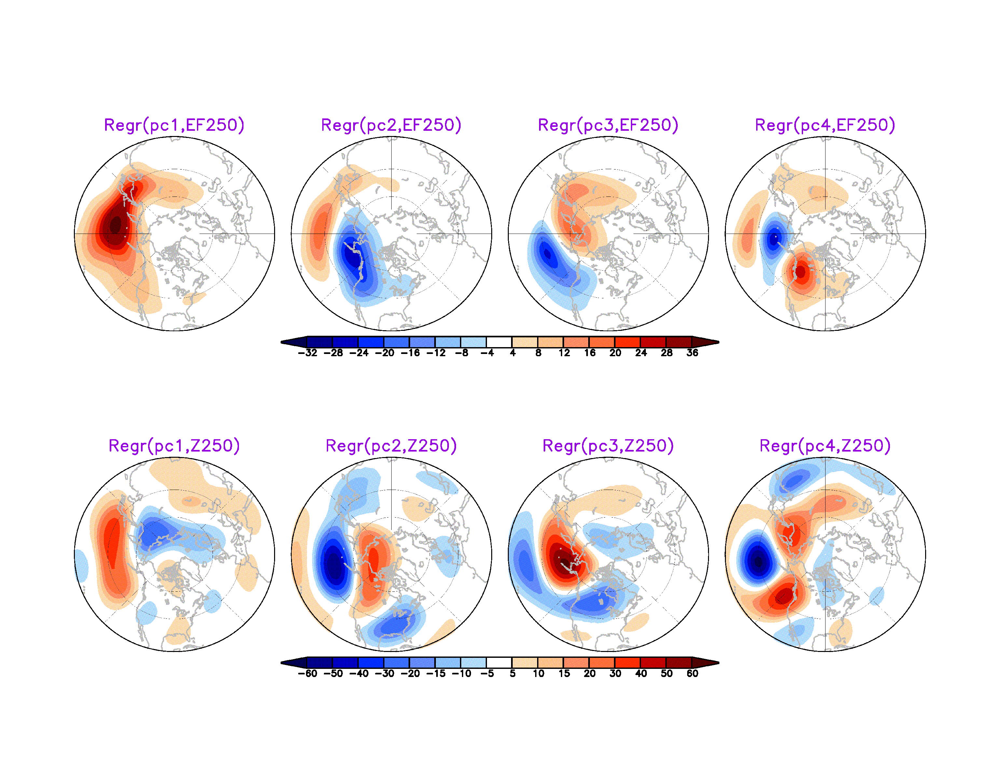 Regr(pc1,EF250) Regr(pc2,EF250) Regr(pc3,EF250) Regr(pc4,EF250)
-32 -28 -24 -20 -16 -12 -8 -4 4 8 12 16 20 24 28 36
Regr(pc1,Z250) Regr(pc2,Z250) Regr(pc3,Z250) Regr(pc4,Z250)
-60 -50 -40 -30 -20 -15 -10 -5 5 10 15 20 30 40 50 60